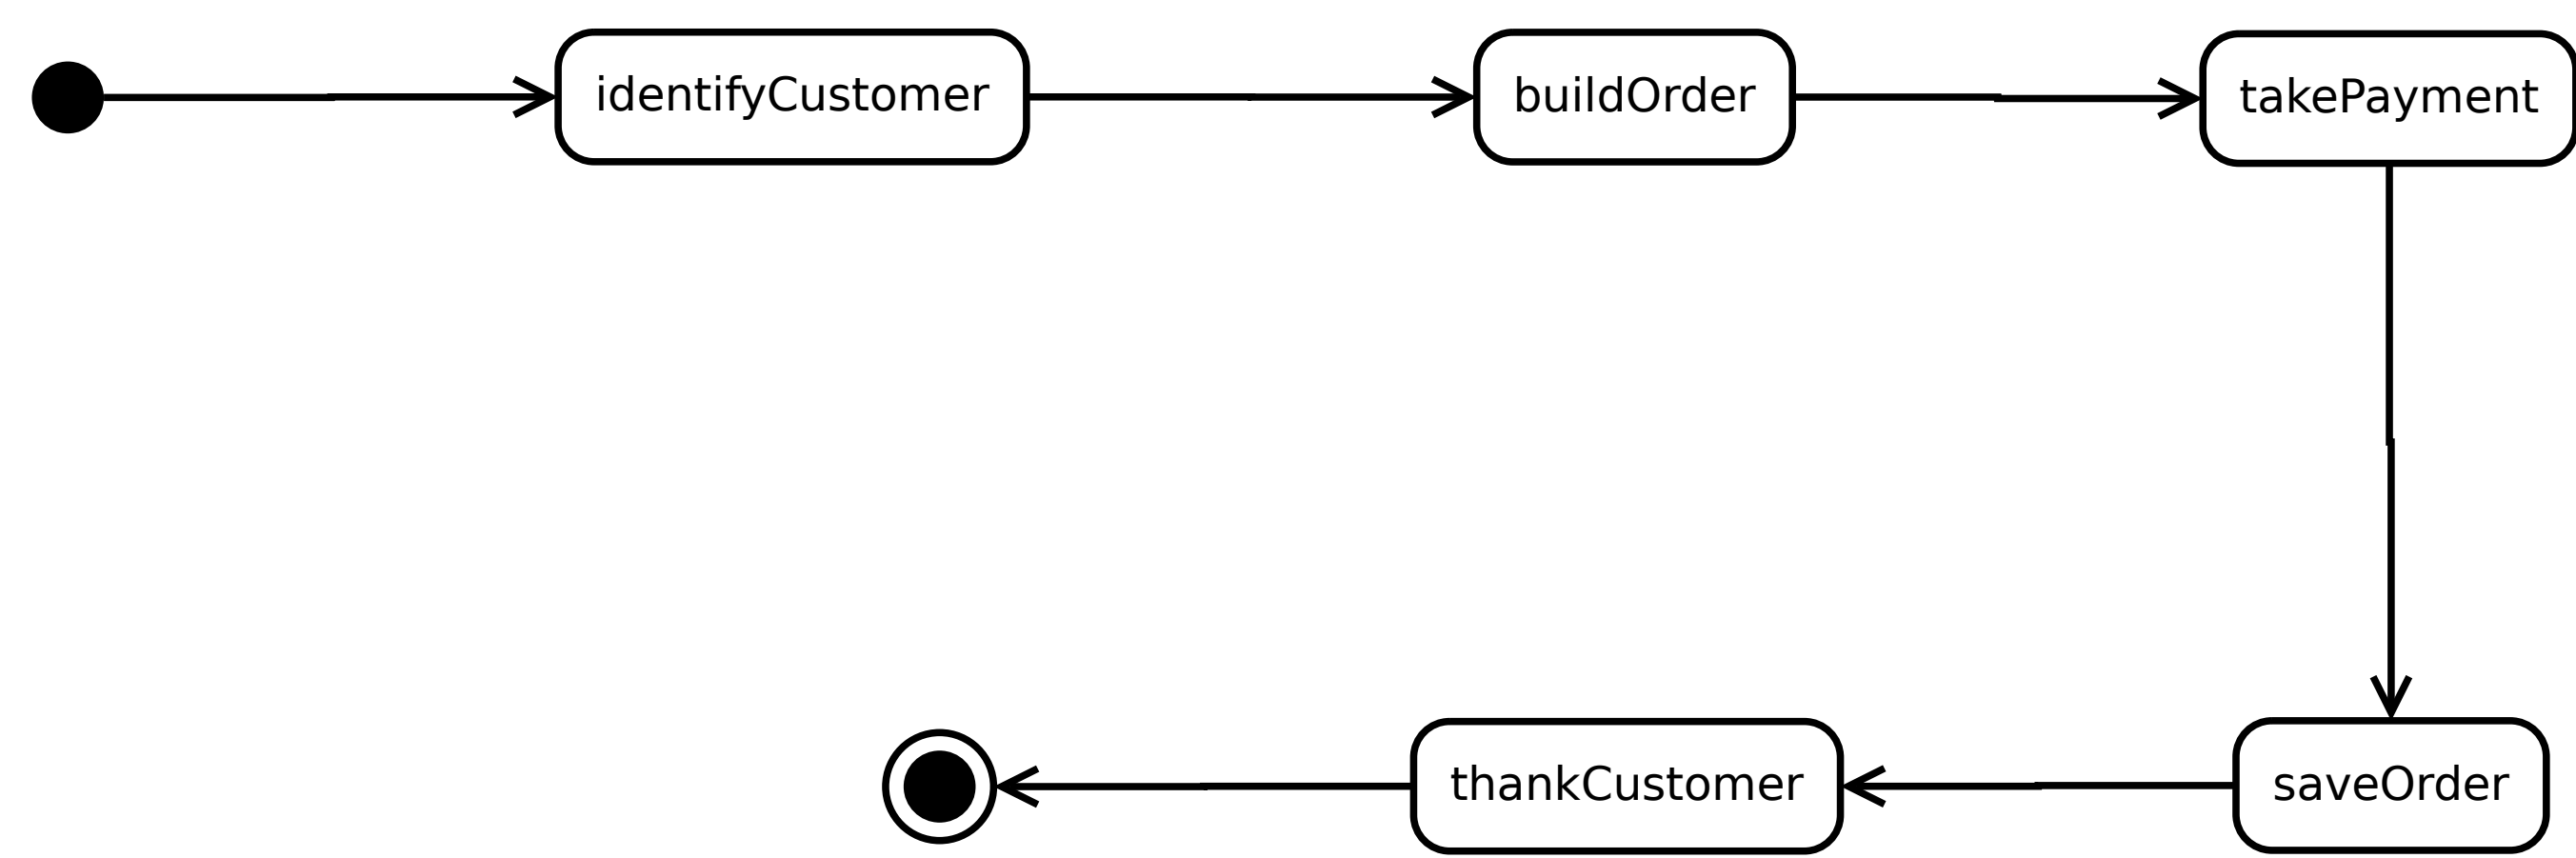 identifyCustomer
buildOrder
takePayment
thankCustomer
saveOrder